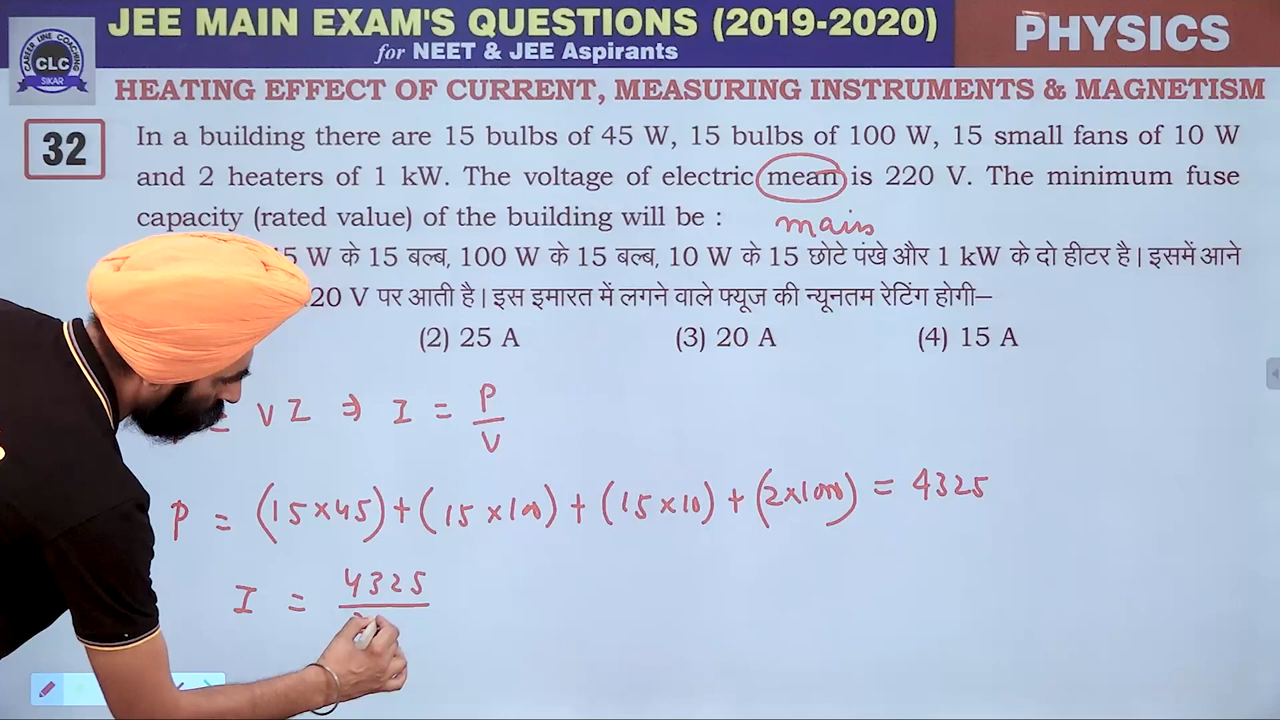 JEE MAIN EXAM'S QUESTIONS (2019-2020)
for NEET & JEE Aspirants
PHYSICS
CAREER LINE COACHING
CLC
SIKAR
HEATING EFFECT OF CURRENT, MEASURING INSTRUMENTS & MAGNETISM
32
In a building there are 15 bulbs of 45 W, 15 bulbs of 100 W, 15 small fans of 10 W
and 2 heaters of 1 kW. The voltage of electric mean is 220 V. The minimum fuse
capacity (rated value) of the building will be :
mais
5 W के 15 बल्ब, 100 W के 15 बल्ब, 10 W के 15 छोटे पंखे और 1 kW के दो हीटर है। इसमें आने
20 V पर आती है। इस इमारत में लगने वाले फ्यूज की न्यूनतम रेटिंग होगी–
(2) 25 A (3) 20 A (4) 15 A
= VI ⇒ I = P/V
P = (15×45)+(15×100)+(15×10)+(2×1000) = 4325
I = 4325